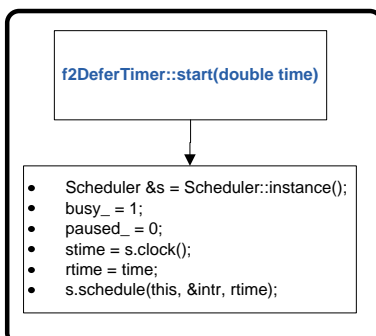 f2DeferTimer::start(double time)
• Scheduler &s = Scheduler::instance();
• busy_ = 1;
• paused_ = 0;
• stime = s.clock();
• rtime = time;
• s.schedule(this, &intr, rtime);